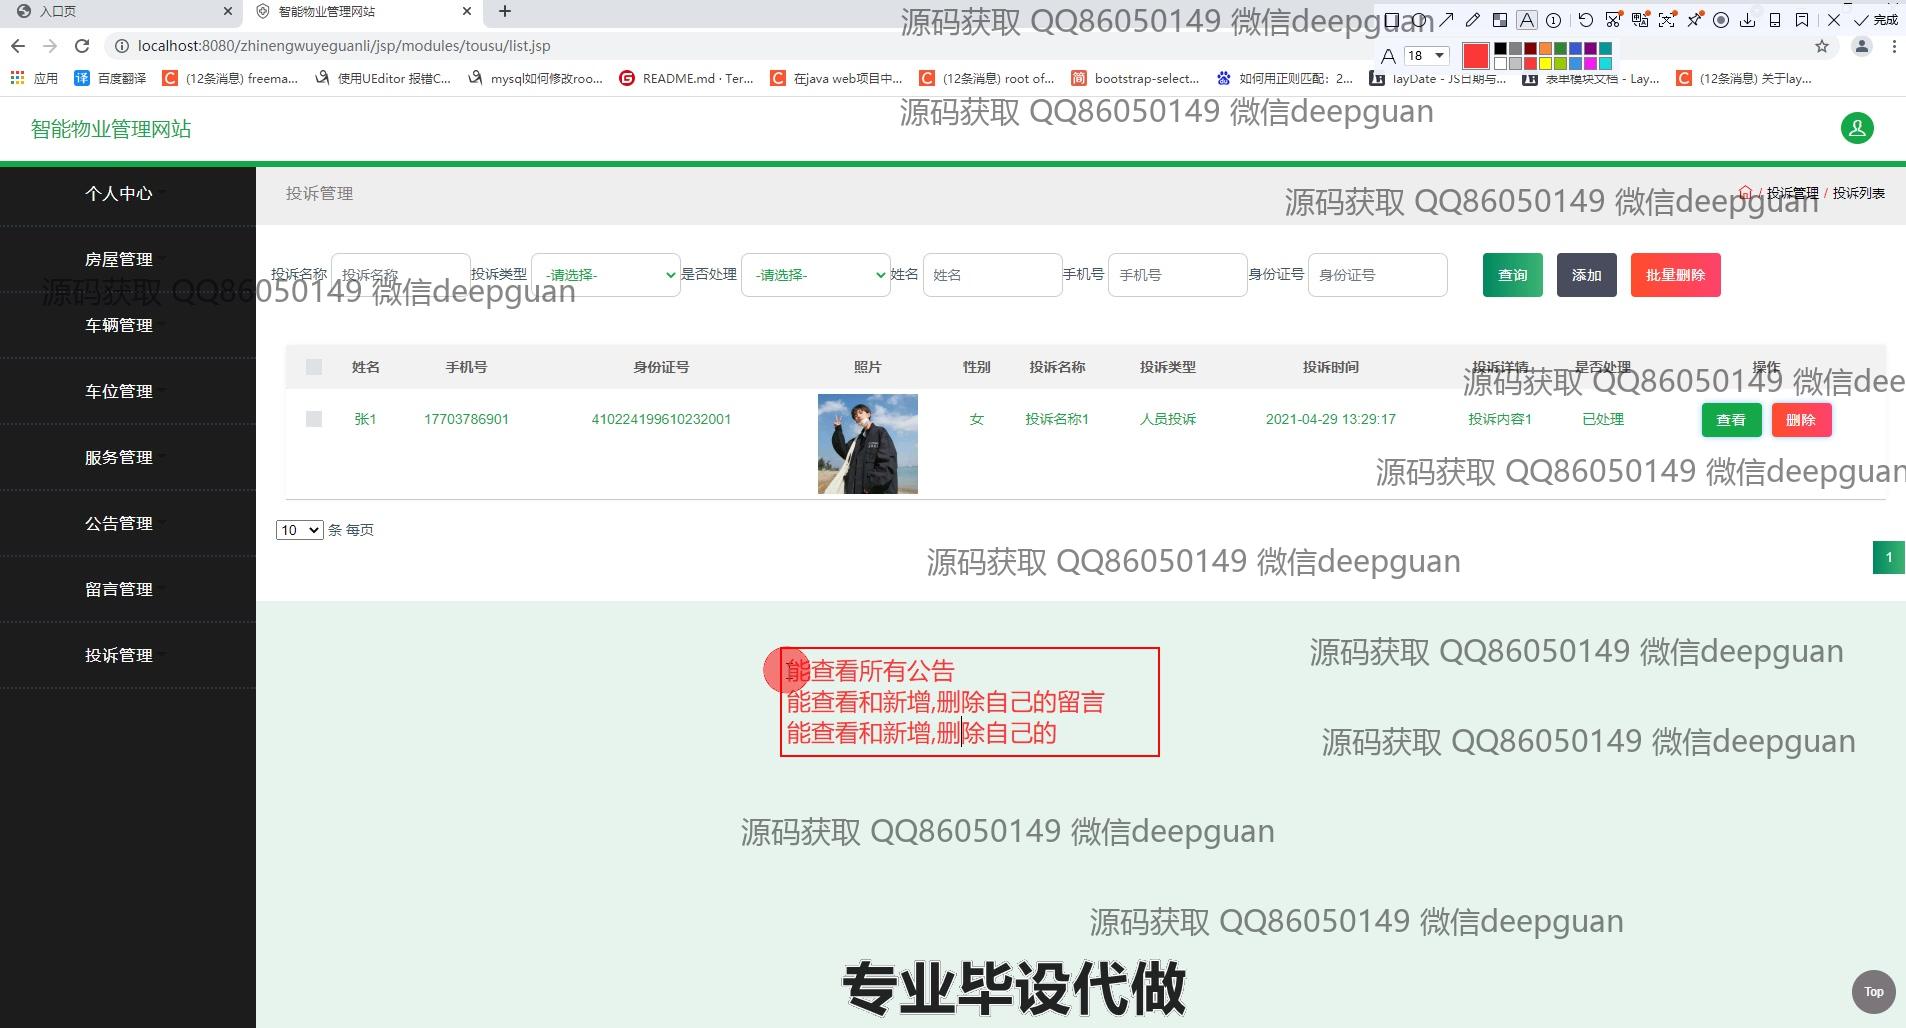 入口页
智能物业管理网站
源码获取 QQ86050149 微信deepguan
完成
localhost:8080/zhinengwuyeguanli/jsp/modules/tousu/list.jsp
18
应用
百度翻译
(12条消息) freema...
使用UEditor 报错C...
mysql如何修改roo...
README.md · Ter...
在java web项目中...
(12条消息) root of...
bootstrap-select...
如何用正则匹配：2...
layDate - JS日期与...
表单模块文档 - Lay...
(12条消息) 关于lay...
源码获取 QQ86050149 微信deepguan
智能物业管理网站
个人中心
房屋管理
车辆管理
车位管理
服务管理
公告管理
留言管理
投诉管理
投诉管理
/ 投诉管理 / 投诉列表
源码获取 QQ86050149 微信deepguan
投诉名称 投诉名称 投诉类型 -请选择- 是否处理 -请选择- 姓名 姓名 手机号 手机号 身份证号 身份证号 查询 添加 批量删除
源码获取 QQ86050149 微信deepguan
姓名 手机号 身份证号 照片 性别 投诉名称 投诉类型 投诉时间 投诉详情 是否处理 操作
源码获取 QQ86050149 微信dee
张1 17703786901 410224199610232001 女 投诉名称1 人员投诉 2021-04-29 13:29:17 投诉内容1 已处理 查看 删除
源码获取 QQ86050149 微信deepguan
10 条 每页
1
源码获取 QQ86050149 微信deepguan
能查看所有公告
能查看和新增,删除自己的留言
能查看和新增,删除自己的
源码获取 QQ86050149 微信deepguan
源码获取 QQ86050149 微信deepguan
源码获取 QQ86050149 微信deepguan
源码获取 QQ86050149 微信deepguan
专业毕设代做
Top